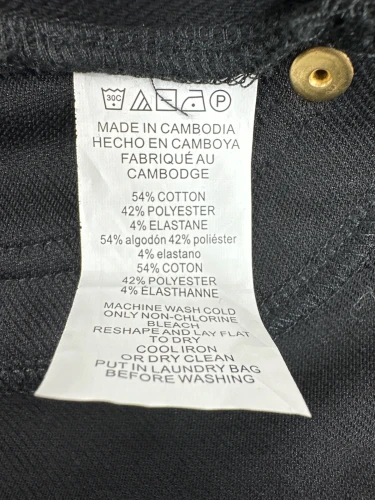 30C P
MADE IN CAMBODIA
HECHO EN CAMBOYA
FABRIQUÉ AU
CAMBODGE
54% COTTON
42% POLYESTER
4% ELASTANE
54% algodón 42% poliéster
4% elastano
54% COTON
42% POLYESTER
4% ÉLASTHANNE
MACHINE WASH COLD
ONLY NON-CHLORINE
BLEACH
RESHAPE AND LAY FLAT
TO DRY
COOL IRON
OR DRY CLEAN
PUT IN LAUNDRY BAG
BEFORE WASHING